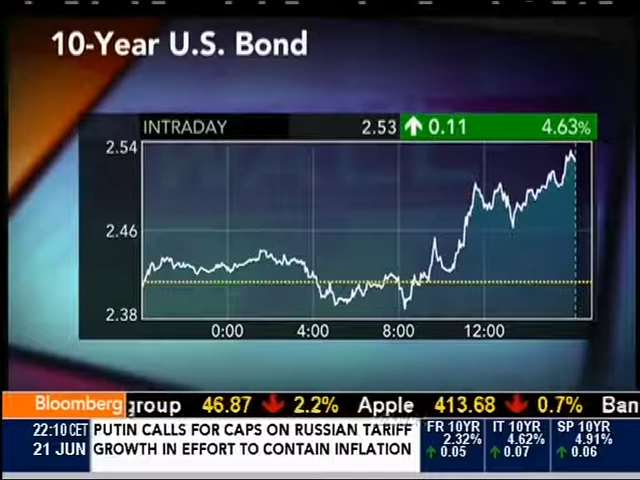 10-Year U.S. Bond
INTRADAY 2.53 0.11 4.63%
2.54
2.46
2.38
0:00 4:00 8:00 12:00
Bloomberg group 46.87 2.2% Apple 413.68 0.7% Ban
22:10 CET PUTIN CALLS FOR CAPS ON RUSSIAN TARIFF
21 JUN GROWTH IN EFFORT TO CONTAIN INFLATION
FR 10YR IT 10YR SP 10YR
2.32% 4.62% 4.91%
0.05 0.07 0.06